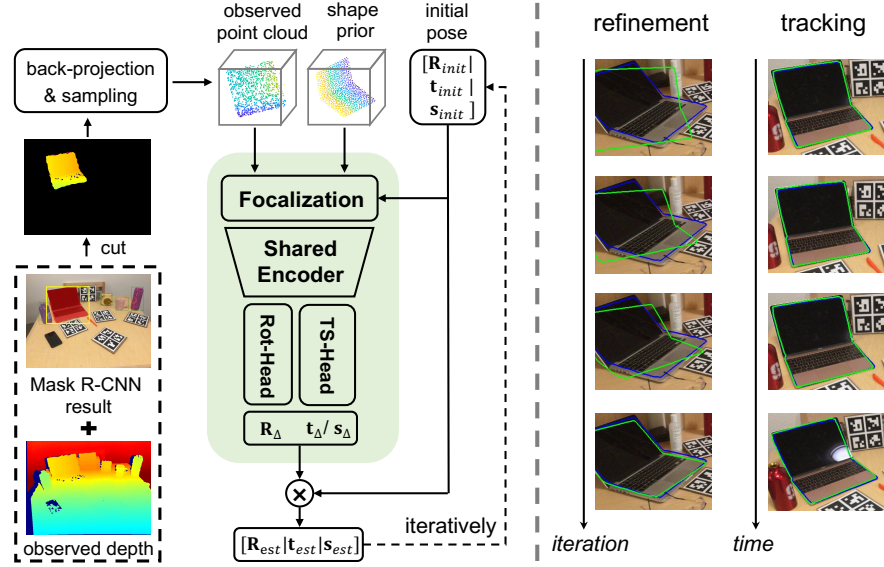 observed
point cloud
shape
prior
initial
pose
back-projection
& sampling
[R_init|
t_init |
s_init ]
Focalization
Shared
Encoder
cut
Rot-Head
TS-Head
Mask R-CNN
result
+
R_Δ t_Δ/ s_Δ
×
observed depth
[R_est|t_est|s_est]
iteratively
refinement
tracking
iteration
time